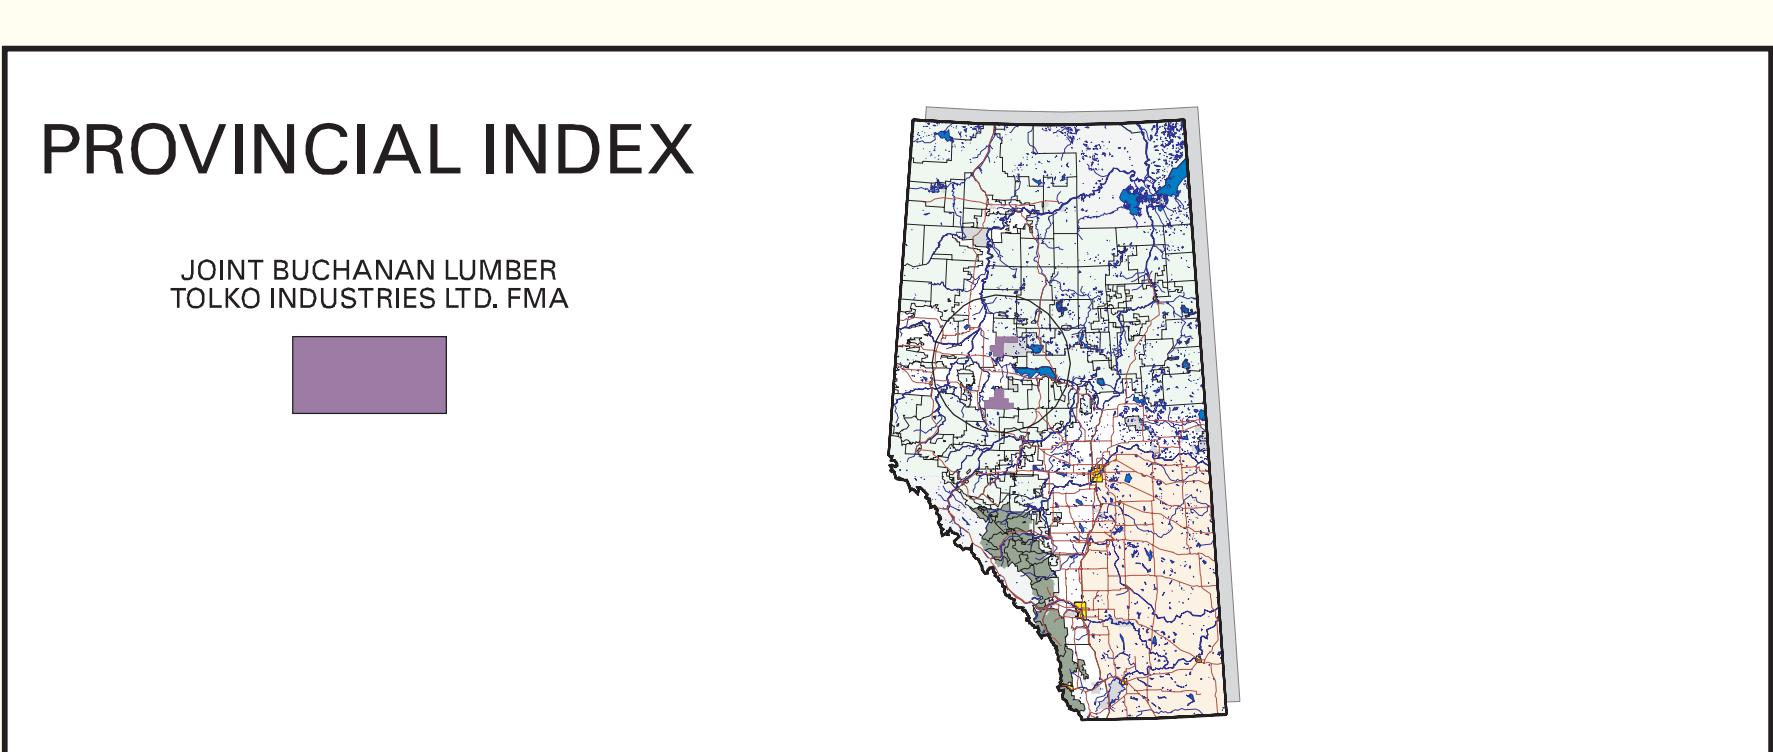 PROVINCIAL INDEX
JOINT BUCHANAN LUMBER
TOLKO INDUSTRIES LTD. FMA